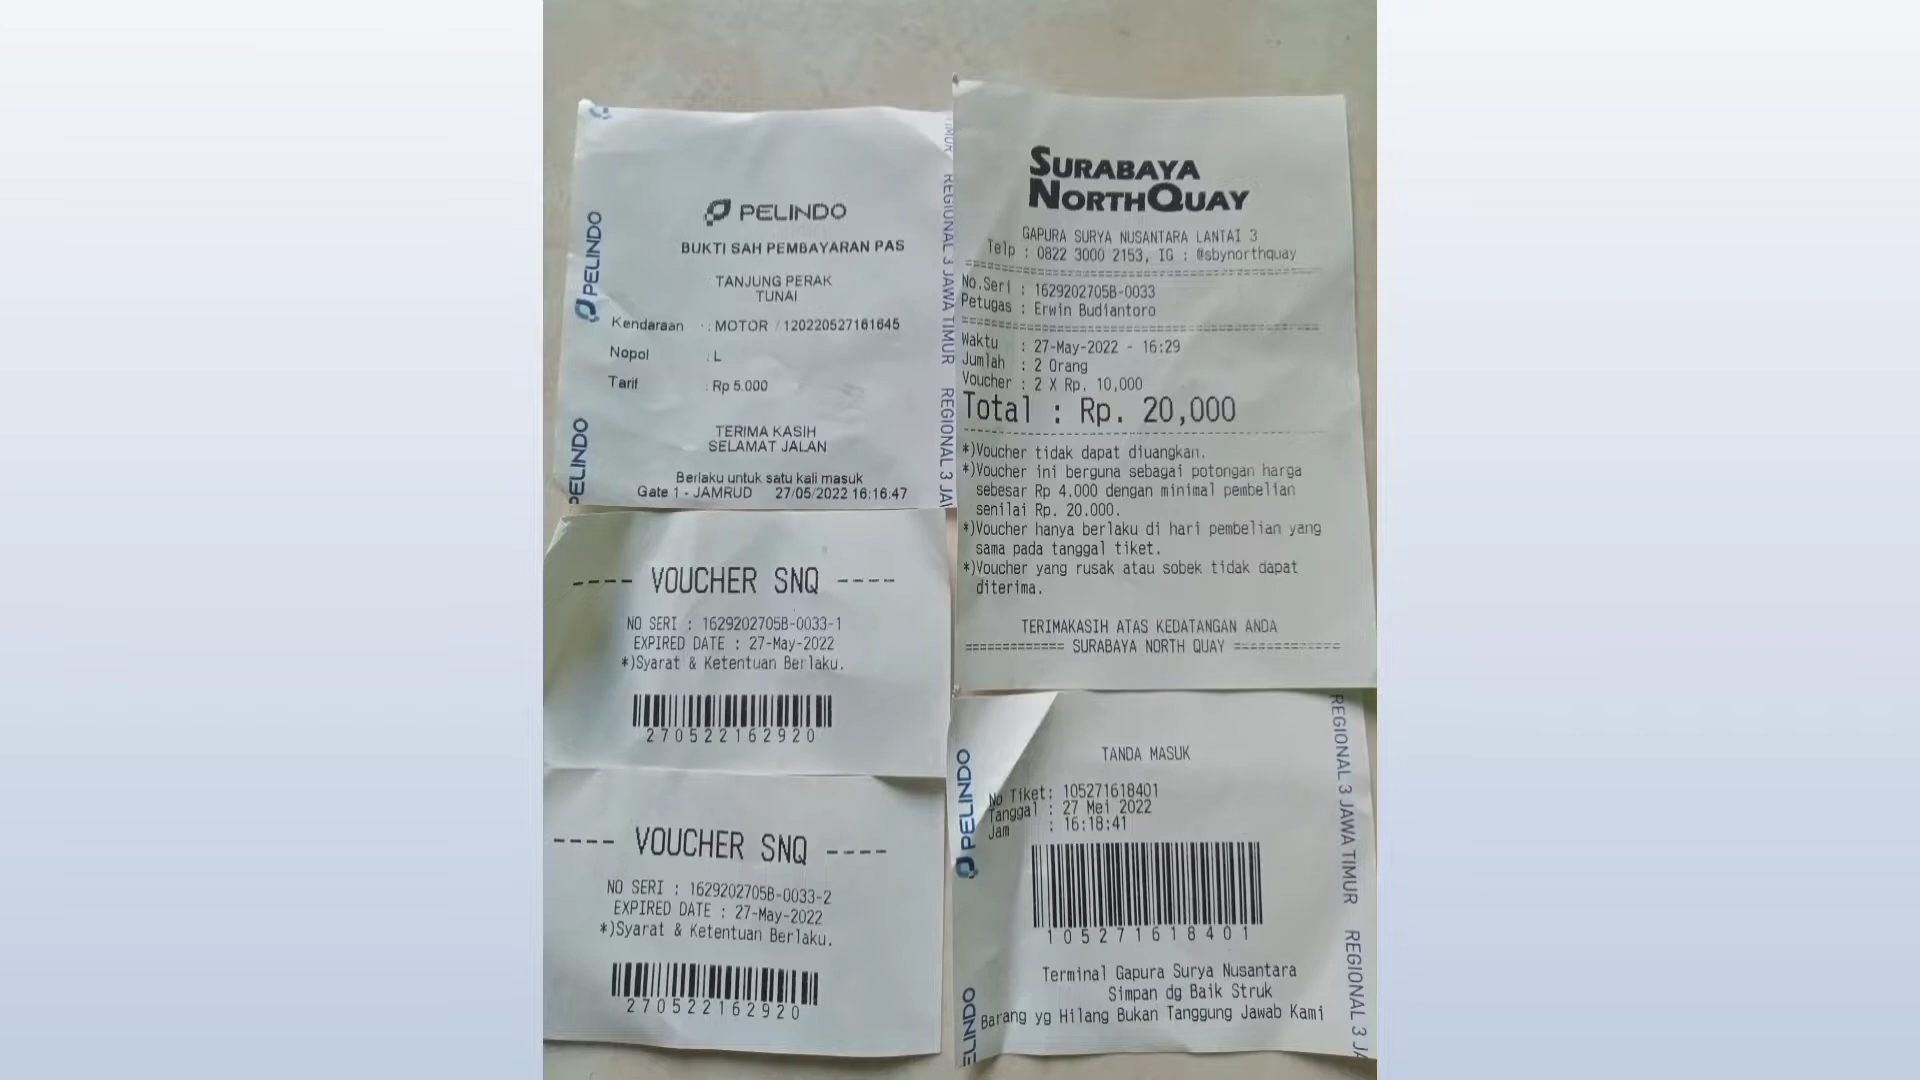 PELINDO
BUKTI SAH PEMBAYARAN PAS
TANJUNG PERAK
TUNAI
Kendaraan : MOTOR / 120220527161645
Nopol : L
Tarif : Rp 5.000
TERIMA KASIH
SELAMAT JALAN
Berlaku untuk satu kali masuk
Gate 1 - JAMRUD 27/05/2022 16:16:47
PELINDO
PELINDO
TIMUR REGIONAL 3 JAWA TIMUR REGIONAL 3
SURABAYA
NORTHQUAY
GAPURA SURYA NUSANTARA LANTAI 3
Telp : 0822 3000 2153, IG : @sbynorthquay
No.Seri : 1629202705B-0033
Petugas : Erwin Budiantoro
Waktu : 27-May-2022 - 16:29
Jumlah : 2 Orang
Voucher : 2 X Rp. 10,000
Total : Rp. 20,000
*)Voucher tidak dapat diuangkan.
*)Voucher ini berguna sebagai potongan harga
sebesar Rp 4.000 dengan minimal pembelian
senilai Rp. 20.000.
*)Voucher hanya berlaku di hari pembelian yang
sama pada tanggal tiket.
*)Voucher yang rusak atau sobek tidak dapat
diterima.
TERIMAKASIH ATAS KEDATANGAN ANDA
============= SURABAYA NORTH QUAY ==============
---- VOUCHER SNQ ----
NO SERI : 1629202705B-0033-1
EXPIRED DATE : 27-May-2022
*)Syarat & Ketentuan Berlaku.
270522162920
---- VOUCHER SNQ ----
NO SERI : 1629202705B-0033-2
EXPIRED DATE : 27-May-2022
*)Syarat & Ketentuan Berlaku.
270522162920
TANDA MASUK
No Tiket: 105271618401
Tanggal : 27 Mei 2022
Jam : 16:18:41
105271618401
Terminal Gapura Surya Nusantara
Simpan dg Baik Struk
Barang yg Hilang Bukan Tanggung Jawab Kami
PELINDO
ELINDO
REGIONAL 3 JAWA TIMUR REGIONAL 3